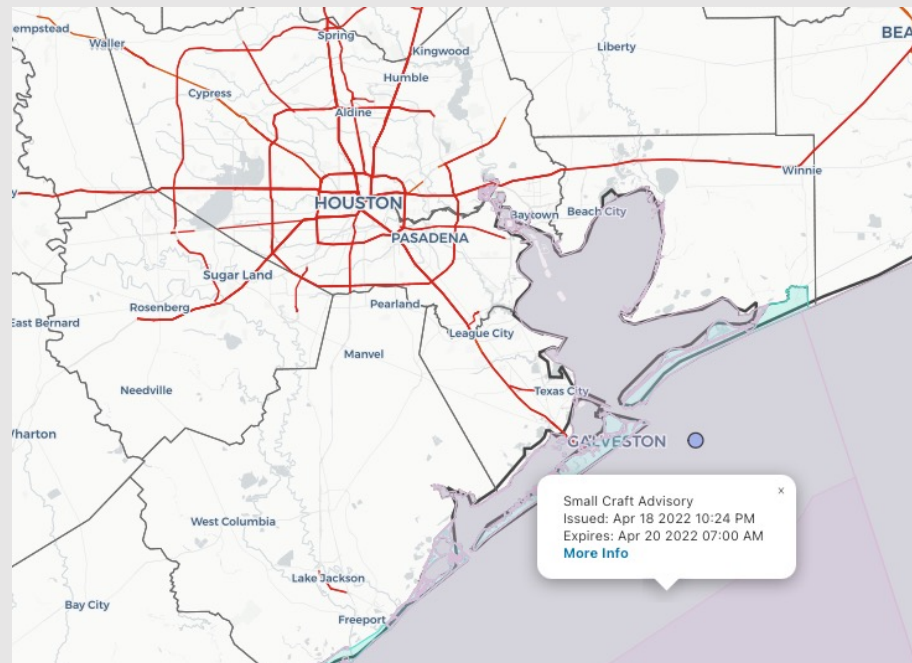 empstead
Waller
Spring
Kingwood
Humble
Liberty
BEA
Cypress
Aldine
Winnie
HOUSTON
Baytown
Beach City
PASADENA
Sugar Land
Rosenberg
Pearland
East Bernard
League City
Manvel
Needville
Texas City
Wharton
GALVESTON
Small Craft Advisory
×
Issued: Apr 18 2022 10:24 PM
Expires: Apr 20 2022 07:00 AM
More Info
West Columbia
Lake Jackson
Bay City
Freeport